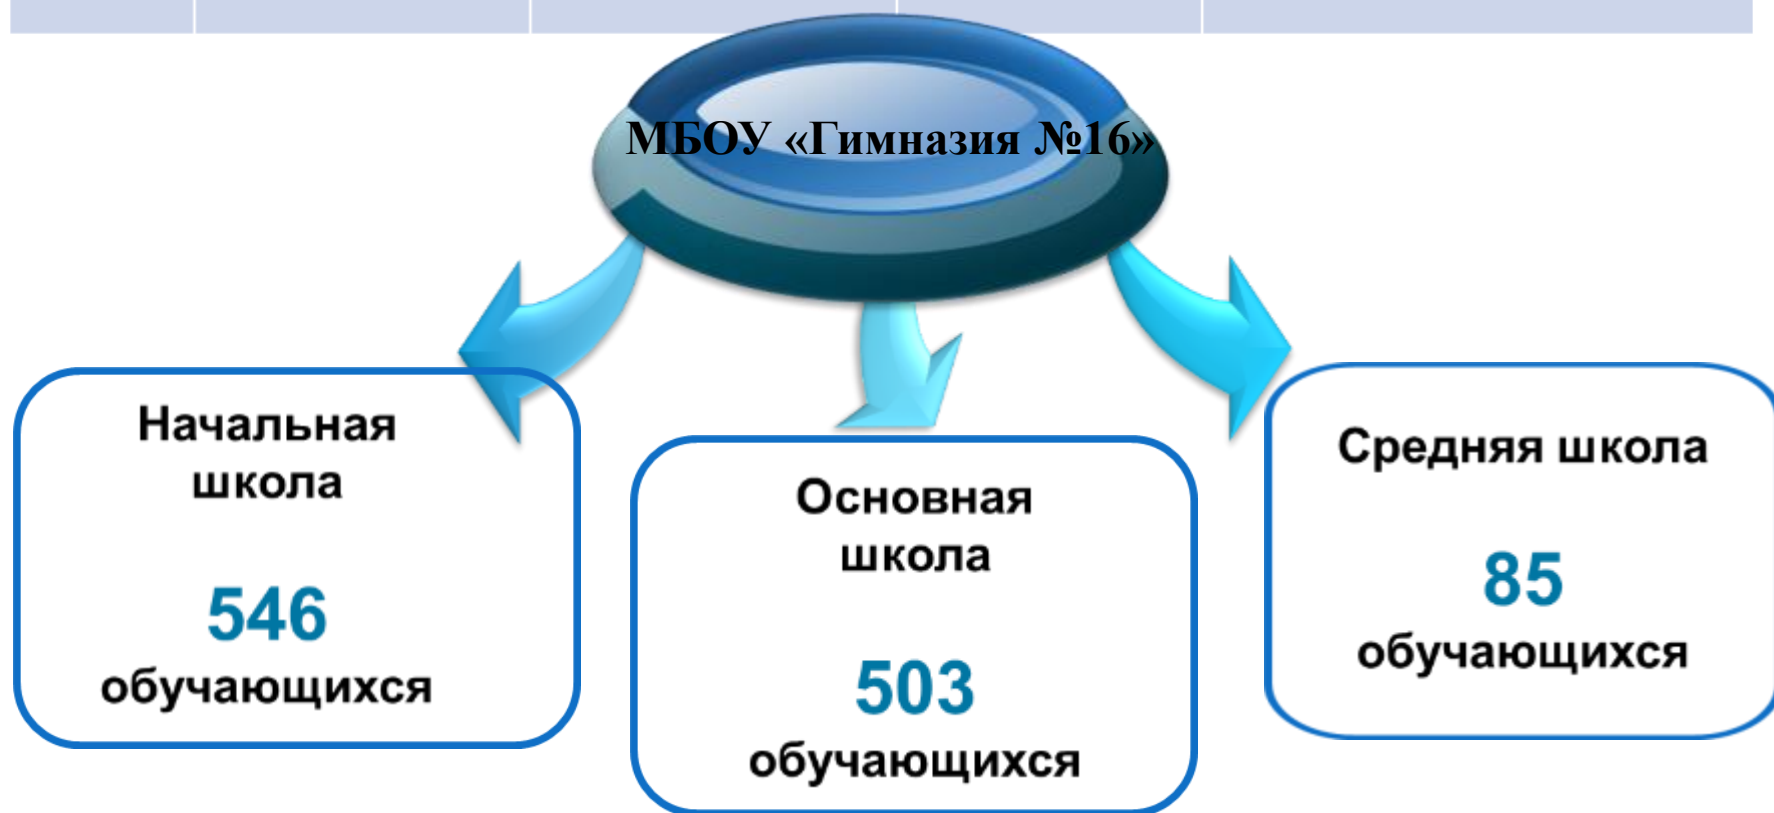 МБОУ «Гимназия №16»
Начальная
школа
546
обучающихся
Основная
школа
503
обучающихся
Средняя школа
85
обучающихся